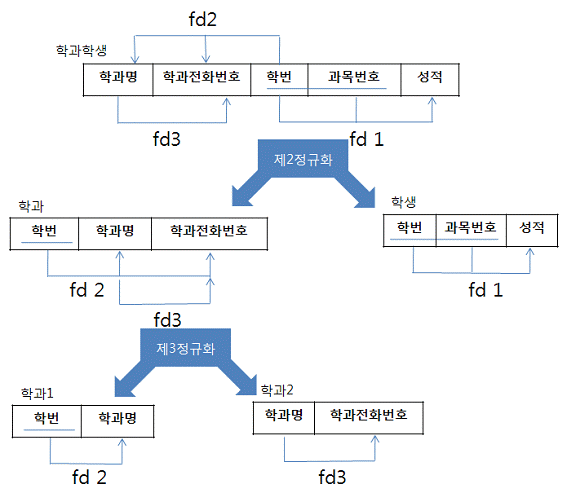 fd2
학과학생
학과명 학과전화번호 학번 과목번호 성적
fd3 fd 1
제2정규화
학과 학생
학번 학과명 학과전화번호 학번 과목번호 성적
fd 2 fd 1
fd3
제3정규화
학과1 학과2
학번 학과명 학과명 학과전화번호
fd 2 fd3